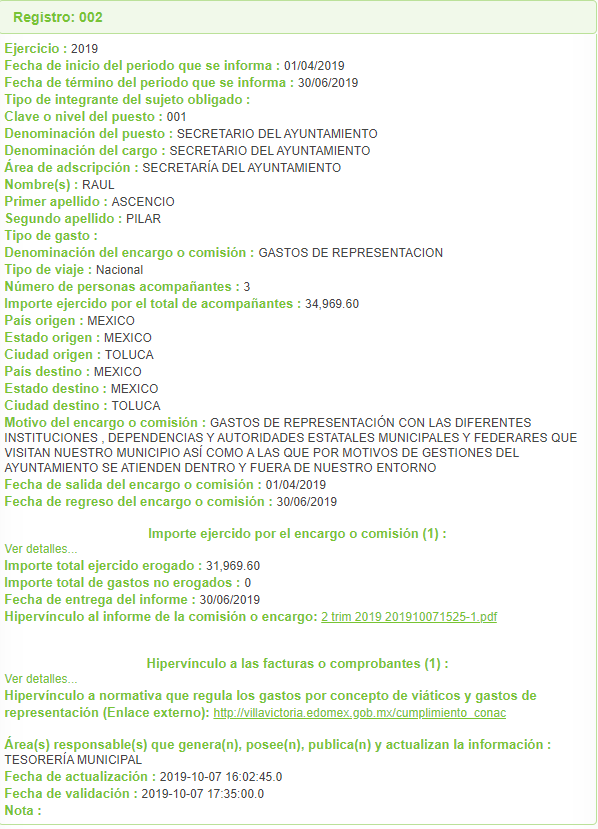 Registro: 002
Ejercicio : 2019
Fecha de inicio del periodo que se informa : 01/04/2019
Fecha de término del periodo que se informa : 30/06/2019
Tipo de integrante del sujeto obligado :
Clave o nivel del puesto : 001
Denominación del puesto : SECRETARIO DEL AYUNTAMIENTO
Denominación del cargo : SECRETARIO DEL AYUNTAMIENTO
Área de adscripción : SECRETARÍA DEL AYUNTAMIENTO
Nombre(s) : RAUL
Primer apellido : ASCENCIO
Segundo apellido : PILAR
Tipo de gasto :
Denominación del encargo o comisión : GASTOS DE REPRESENTACION
Tipo de viaje : Nacional
Número de personas acompañantes : 3
Importe ejercido por el total de acompañantes : 34,969.60
País origen : MEXICO
Estado origen : MEXICO
Ciudad origen : TOLUCA
País destino : MEXICO
Estado destino : MEXICO
Ciudad destino : TOLUCA
Motivo del encargo o comisión : GASTOS DE REPRESENTACIÓN CON LAS DIFERENTES
INSTITUCIONES , DEPENDENCIAS Y AUTORIDADES ESTATALES MUNICIPALES Y FEDERARES QUE
VISITAN NUESTRO MUNICIPIO ASÍ COMO A LAS QUE POR MOTIVOS DE GESTIONES DEL
AYUNTAMIENTO SE ATIENDEN DENTRO Y FUERA DE NUESTRO ENTORNO
Fecha de salida del encargo o comisión : 01/04/2019
Fecha de regreso del encargo o comisión : 30/06/2019
Importe ejercido por el encargo o comisión (1) :
Ver detalles...
Importe total ejercido erogado : 31,969.60
Importe total de gastos no erogados : 0
Fecha de entrega del informe : 30/06/2019
Hipervínculo al informe de la comisión o encargo: 2 trim 2019 201910071525-1.pdf
Hipervínculo a las facturas o comprobantes (1) :
Ver detalles...
Hipervínculo a normativa que regula los gastos por concepto de viáticos y gastos de
representación (Enlace externo): http://villavictoria.edomex.gob.mx/cumplimiento_conac
Área(s) responsable(s) que genera(n), posee(n), publica(n) y actualizan la información :
TESORERÍA MUNICIPAL
Fecha de actualización : 2019-10-07 16:02:45.0
Fecha de validación : 2019-10-07 17:35:00.0
Nota :